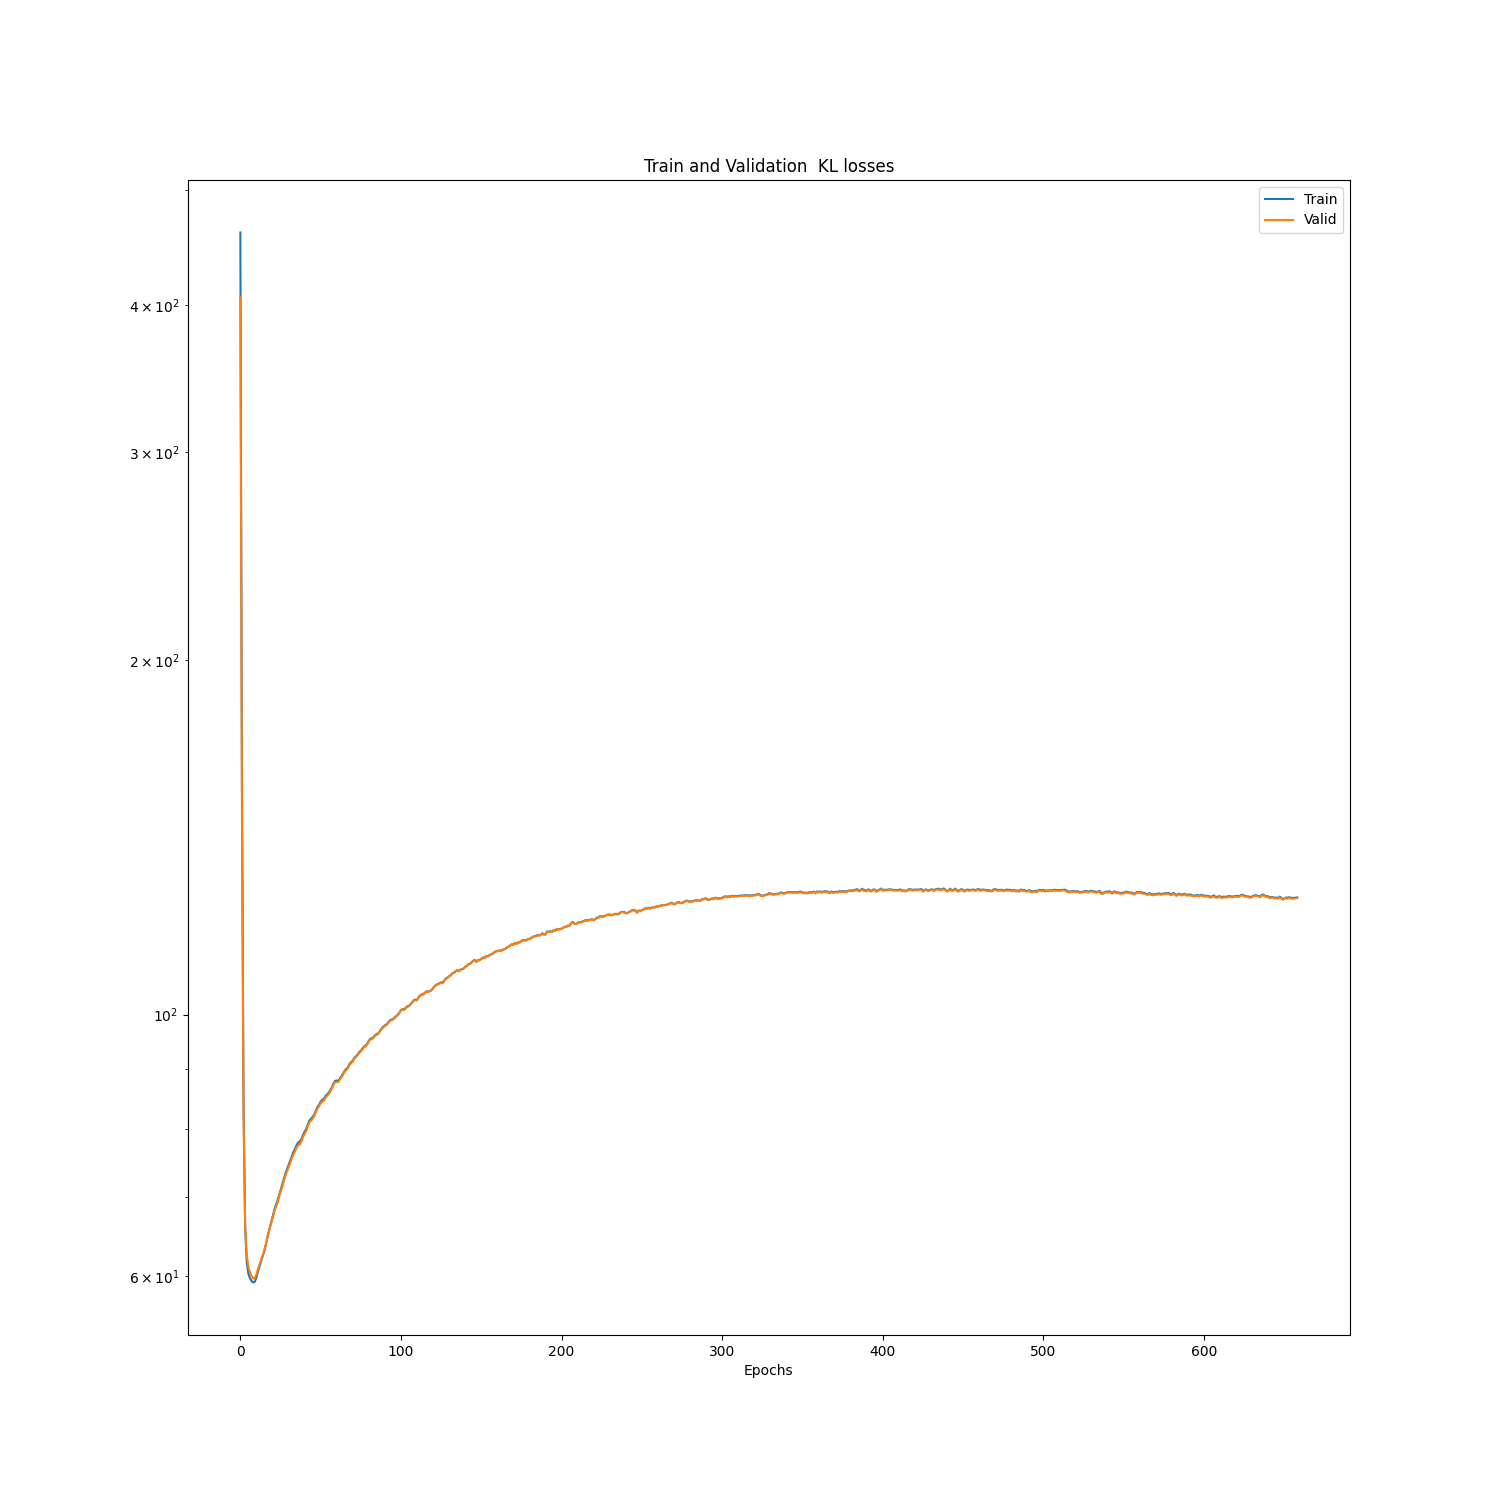 Train and Validation  KL losses
Train
Valid
4 × 10²
3 × 10²
2 × 10²
10²
6 × 10¹
0 100 200 300 400 500 600
Epochs